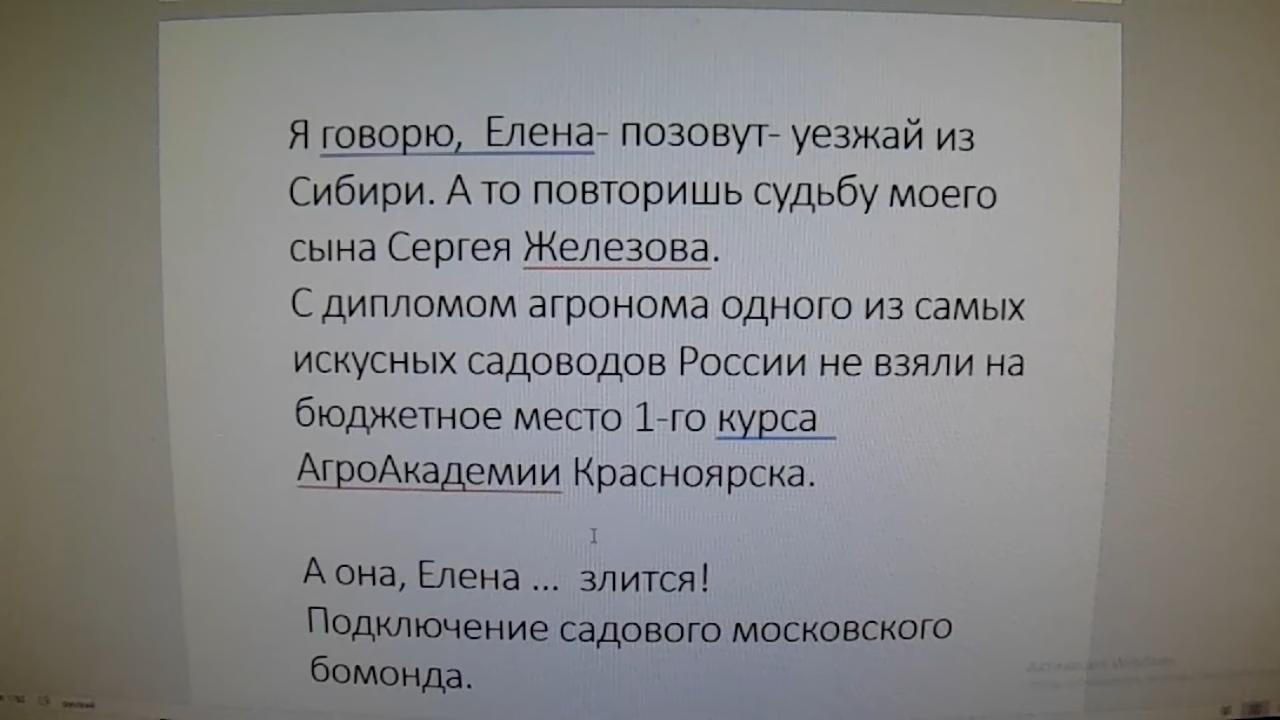 Я говорю,  Елена- позовут- уезжай из
Сибири. А то повторишь судьбу моего
сына Сергея Железова.
С дипломом агронома одного из самых
искусных садоводов России не взяли на
бюджетное место 1-го курса
АгроАкадемии Красноярска.
А она, Елена ...  злится!
Подключение садового московского
бомонда.